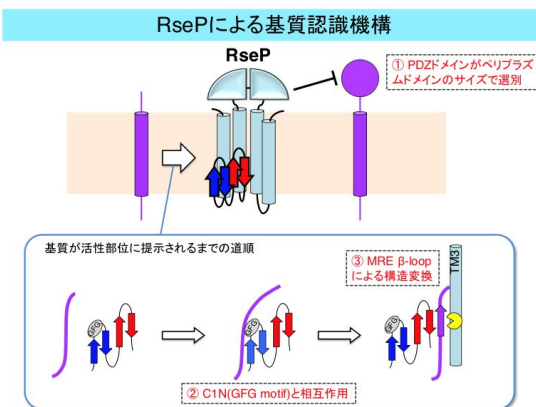 RsePによる基質認識機構
RseP
① PDZドメインがペリプラズ
ムドメインのサイズで選別
基質が活性部位に提示されるまでの道順
③ MRE β-loop
による構造変換
TM3
GFG
GFG
GFG
② C1N(GFG motif)と相互作用